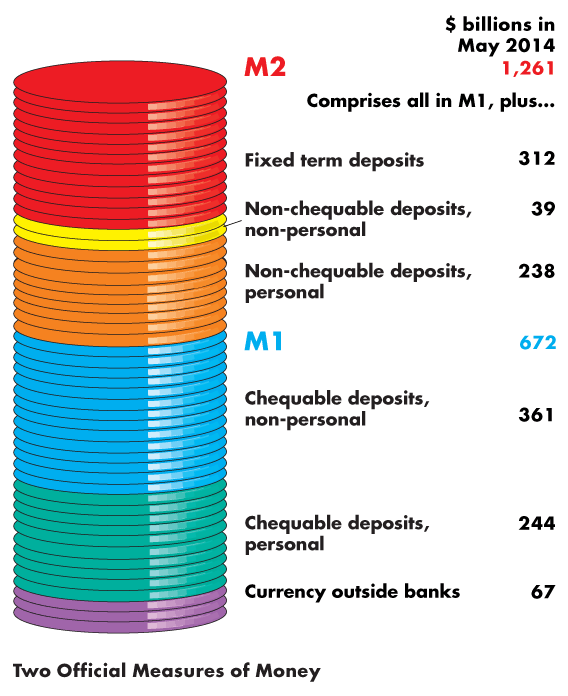 $ billions in
May 2014
M2 1,261
Comprises all in M1, plus...
Fixed term deposits 312
Non-chequable deposits, 39
non-personal
Non-chequable deposits, 238
personal
M1 672
Chequable deposits,
non-personal 361
Chequable deposits, 244
personal
Currency outside banks 67
Two Official Measures of Money